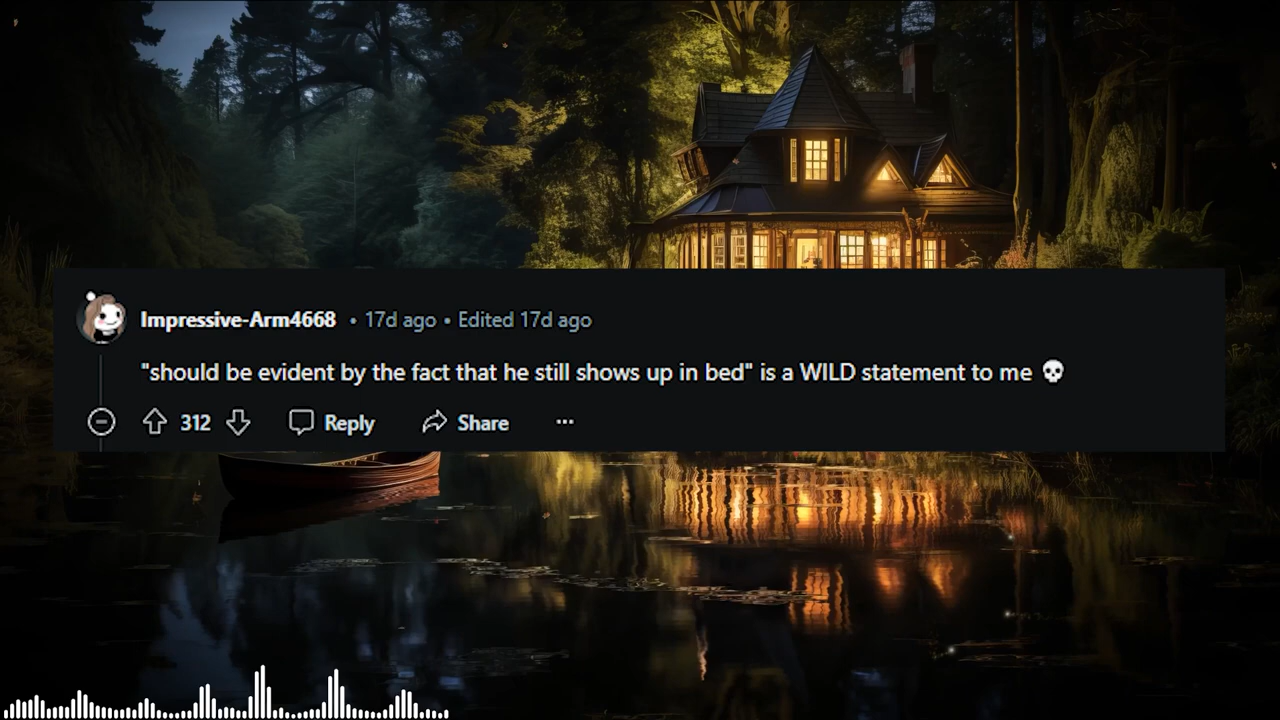 Impressive-Arm4668 • 17d ago • Edited 17d ago
"should be evident by the fact that he still shows up in bed" is a WILD statement to me 💀
312 Reply Share ...